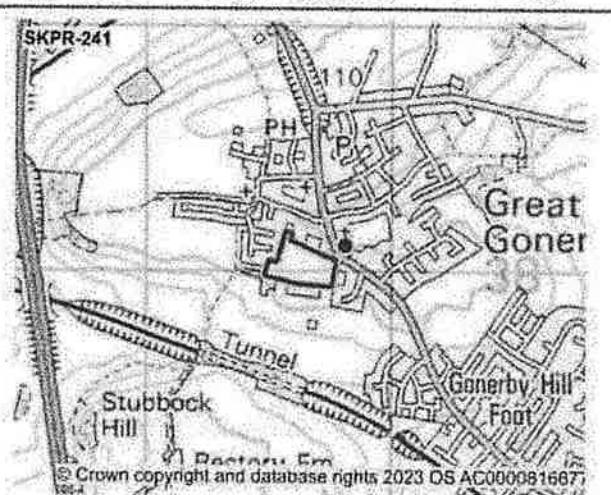 SKPR-241
110
PH
P
Great
Goner
Tunnel
Gonerby Hill
Foot
Stubbock
Hill
© Crown copyright and database rights 2023 OS AC000081687